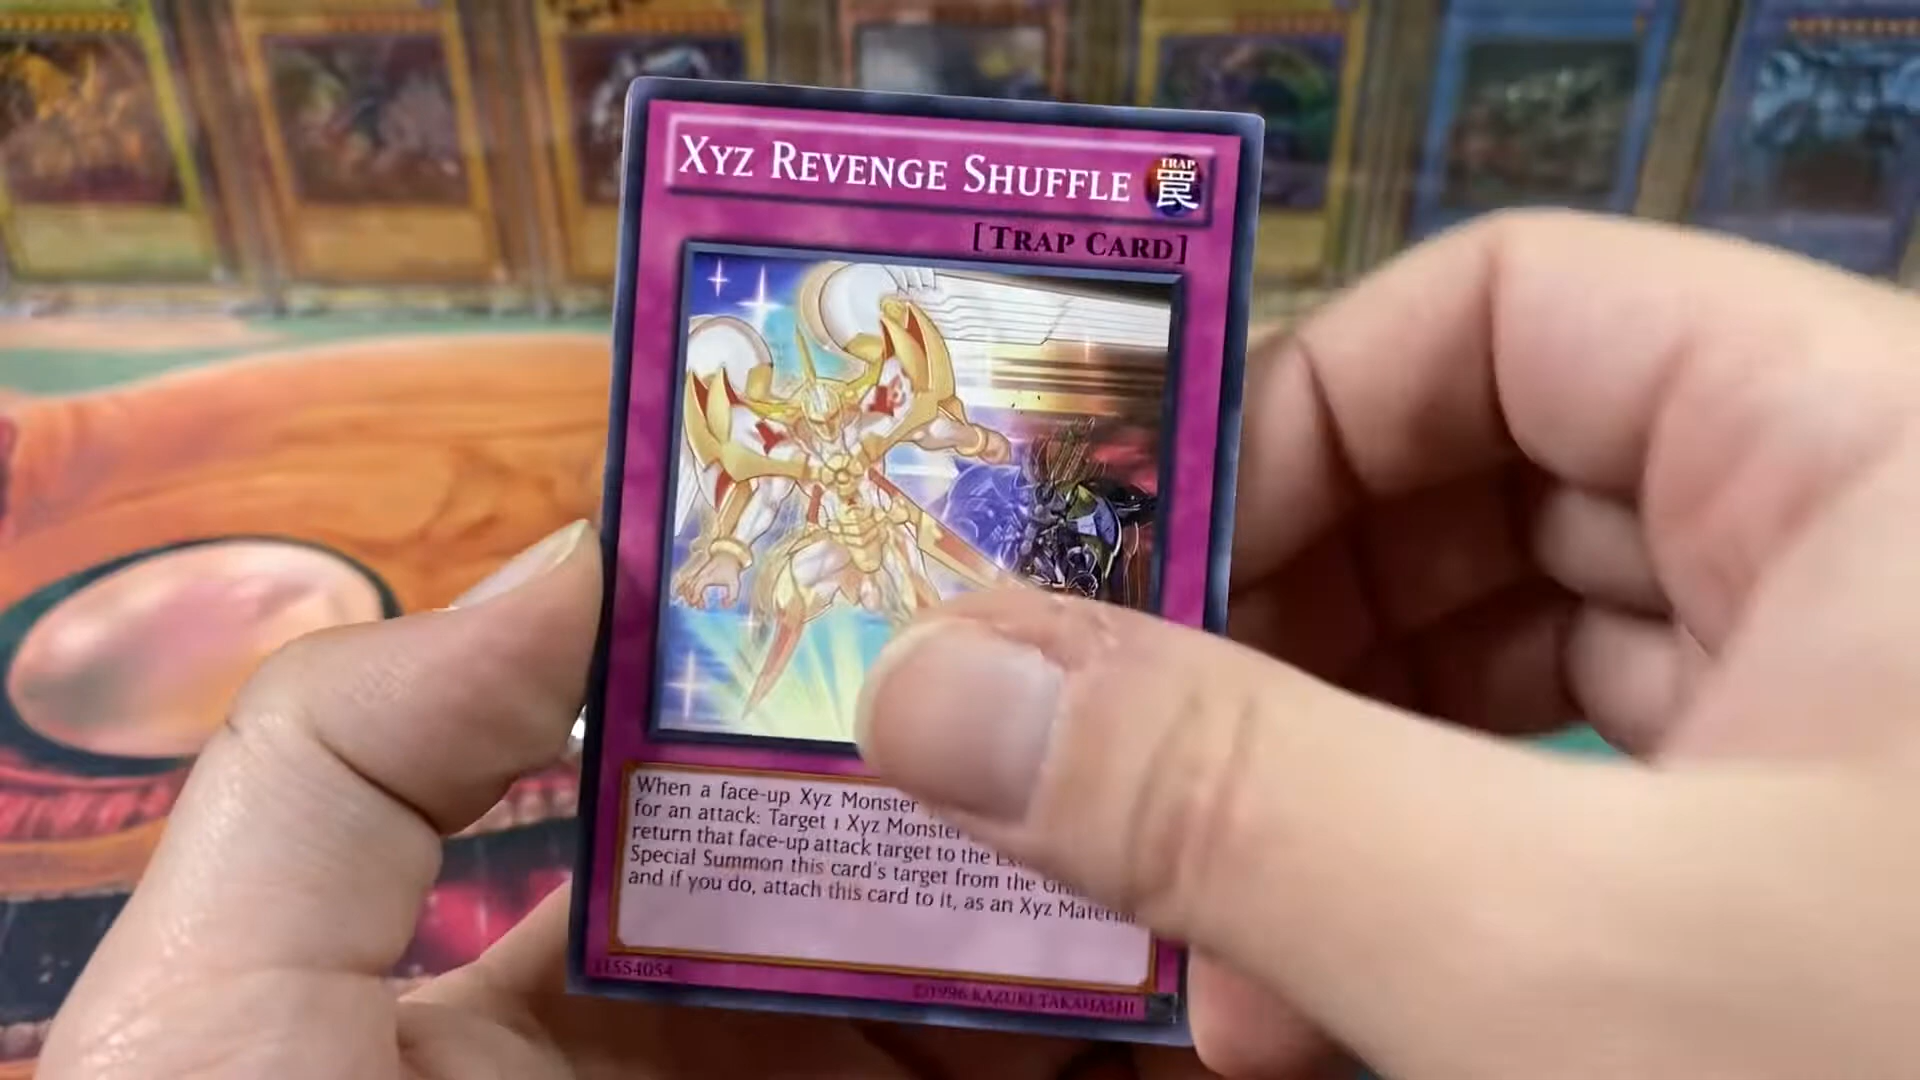 XYZ REVENGE SHUFFLE
TRAP
罠
[TRAP CARD]
When a face-up Xyz Monster
for an attack: Target 1 Xyz Monster
return that face-up attack target to the
Special Summon this card's target from the
and if you do, attach this card to it, as an Xyz Material
©1996 KAZUKI TAKAHASHI